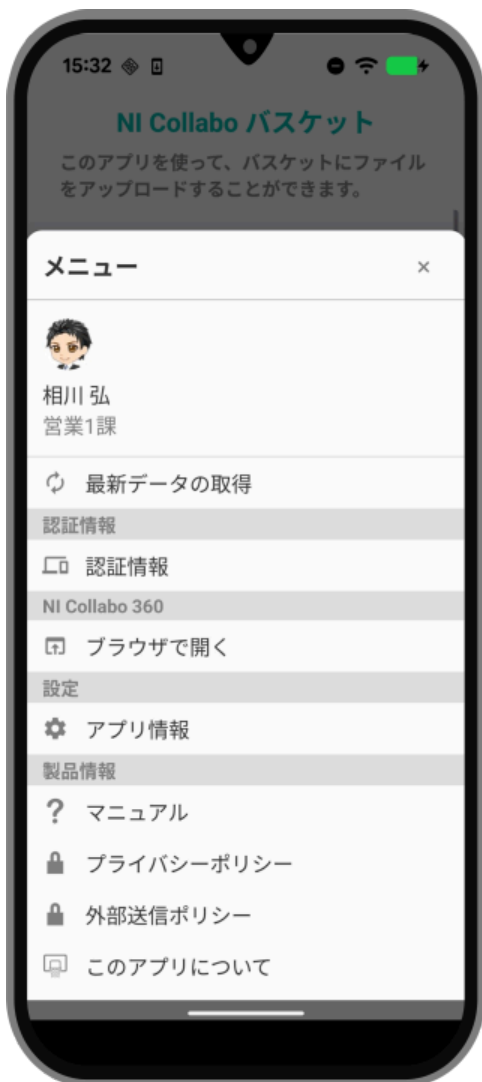 15:32
NI Collabo バスケット
このアプリを使って、バスケットにファイル
をアップロードすることができます。
メニュー
×
相川 弘
営業1課
最新データの取得
認証情報
認証情報
NI Collabo 360
ブラウザで開く
設定
アプリ情報
製品情報
マニュアル
プライバシーポリシー
外部送信ポリシー
このアプリについて